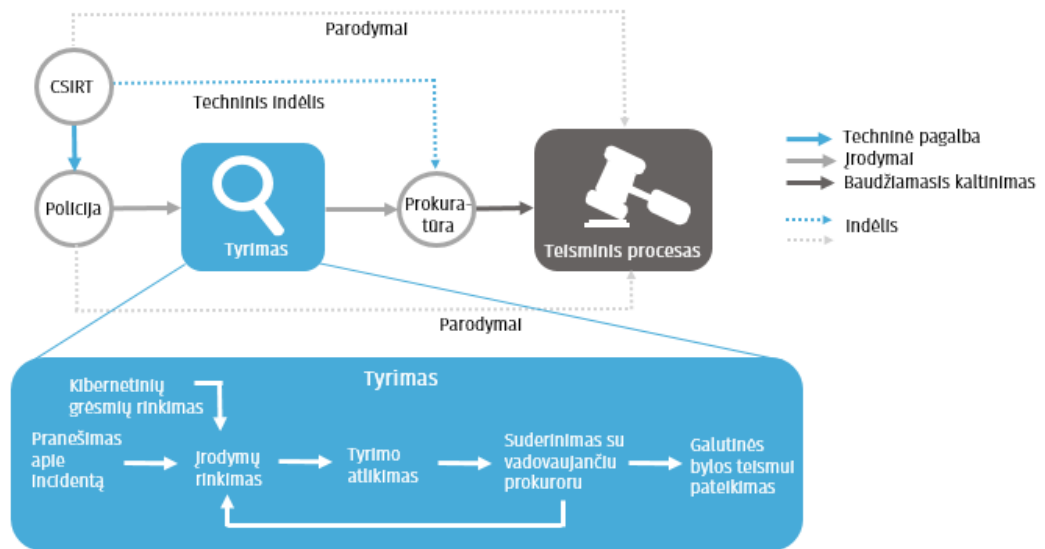 Parodymai
CSIRT
Techninis indėlis
Techninė pagalba
Įrodymai
Baudžiamasis kaltinimas
Indėlis
Policija
Tyrimas
Prokura-
tūra
Teisminis procesas
Parodymai
Tyrimas
Kibernetinių
grėsmių rinkimas
Pranešimas
apie
incidentą
Įrodymų
rinkimas
Tyrimo
atlikimas
Suderinimas su
vadovaujančiu
prokuroru
Galutinės
bylos teismui
pateikimas